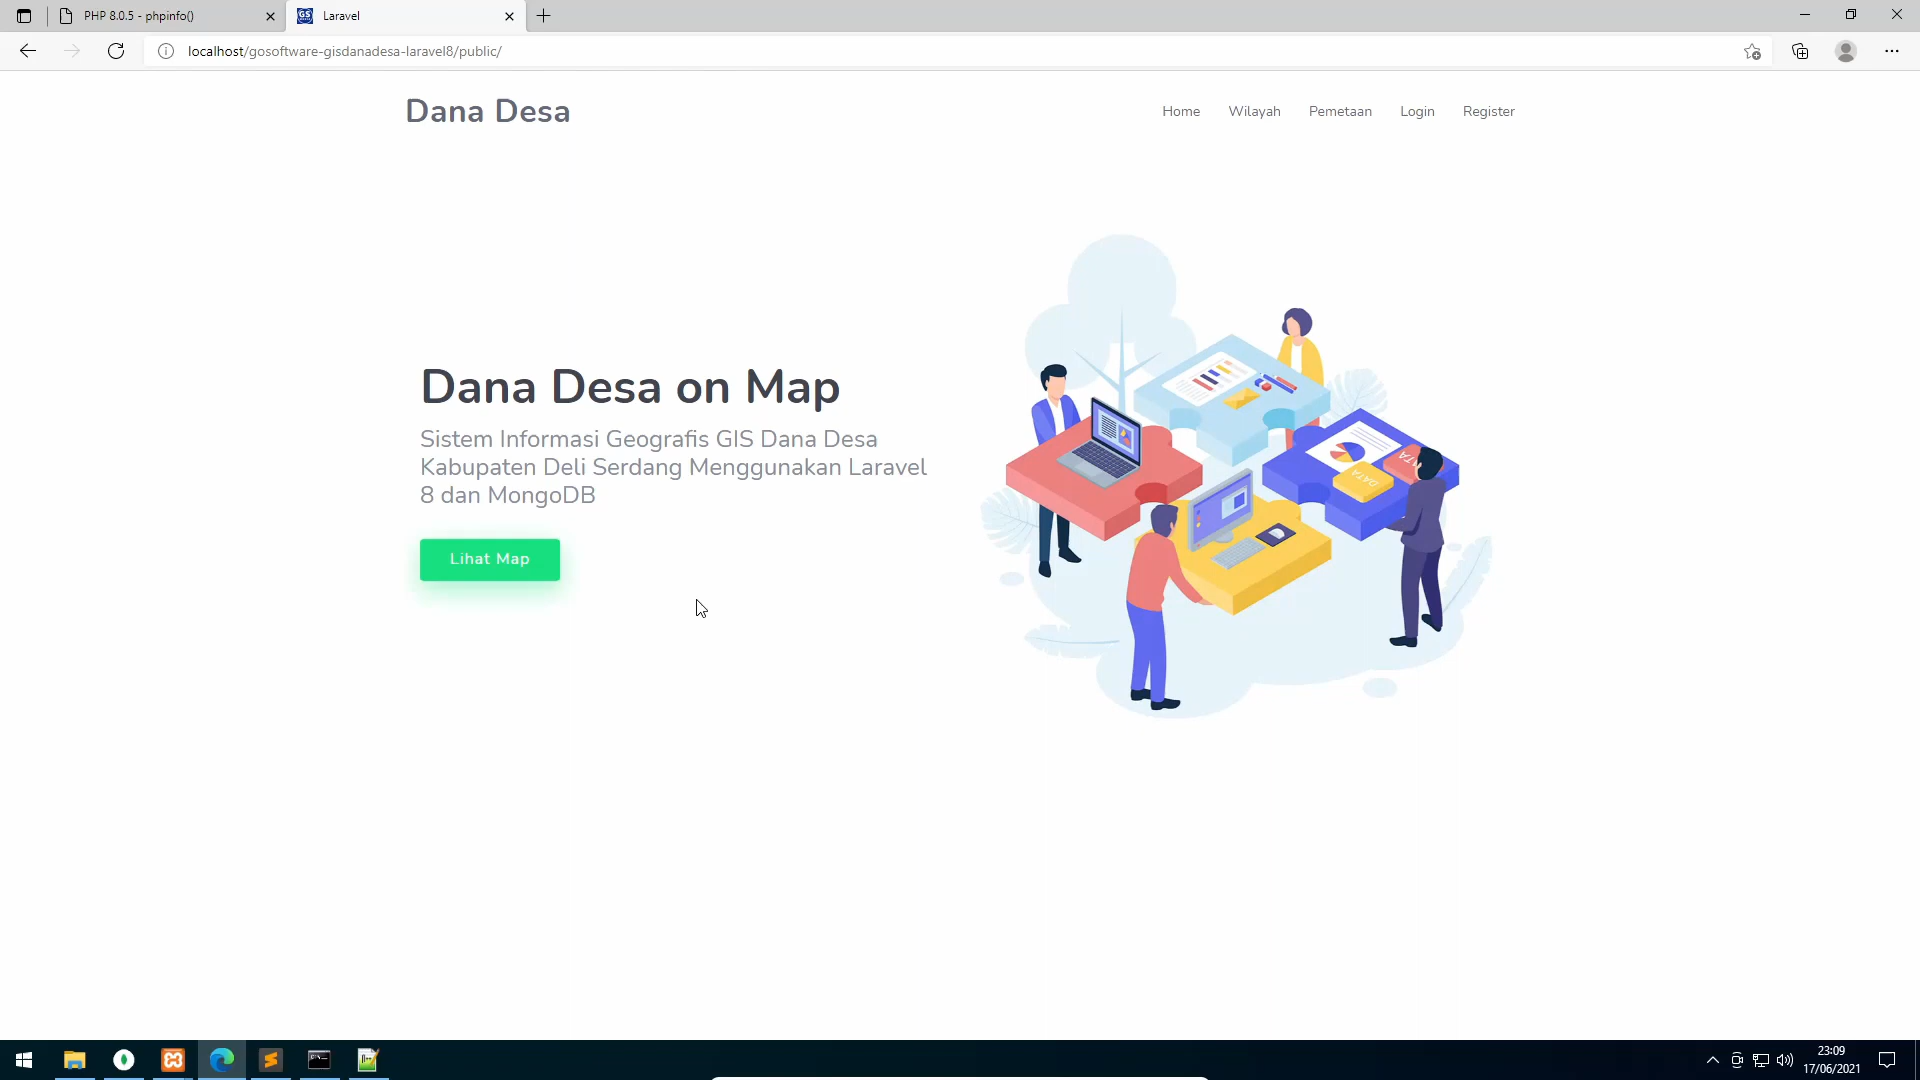 PHP 8.0.5 - phpinfo()
Laravel
localhost/gosoftware-gisdanadesa-laravel8/public/
Dana Desa
Home
Wilayah
Pemetaan
Login
Register
Dana Desa on Map
Sistem Informasi Geografis GIS Dana Desa
Kabupaten Deli Serdang Menggunakan Laravel
8 dan MongoDB
Lihat Map
DATA
DATA
23:09
17/06/2021